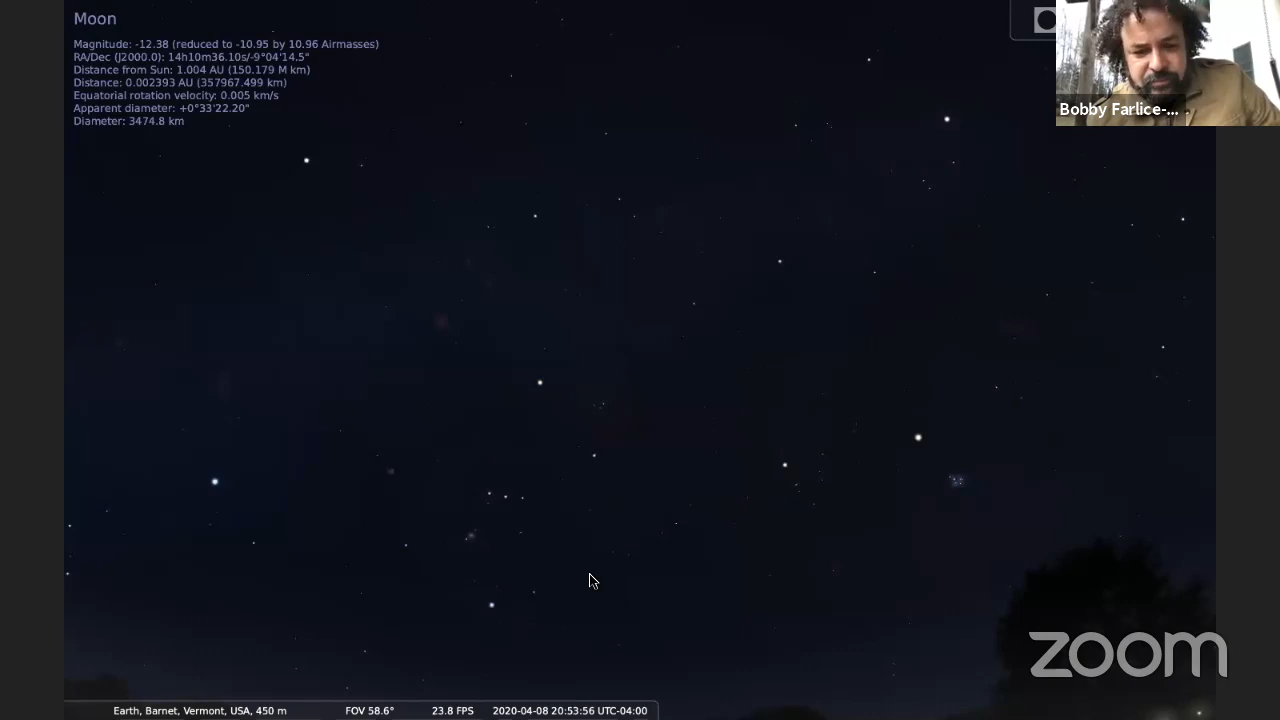 Moon
Magnitude: -12.38 (reduced to -10.95 by 10.96 Airmasses)
RA/Dec (J2000.0): 14h10m36.10s/-9°04'14.5"
Distance from Sun: 1.004 AU (150.179 M km)
Distance: 0.002393 AU (357967.499 km)
Equatorial rotation velocity: 0.005 km/s
Apparent diameter: +0°33'22.20"
Diameter: 3474.8 km
Bobby Farlice-...
zoom
Earth, Barnet, Vermont, USA, 450 m FOV 58.6° 23.8 FPS 2020-04-08 20:53:56 UTC-04:00